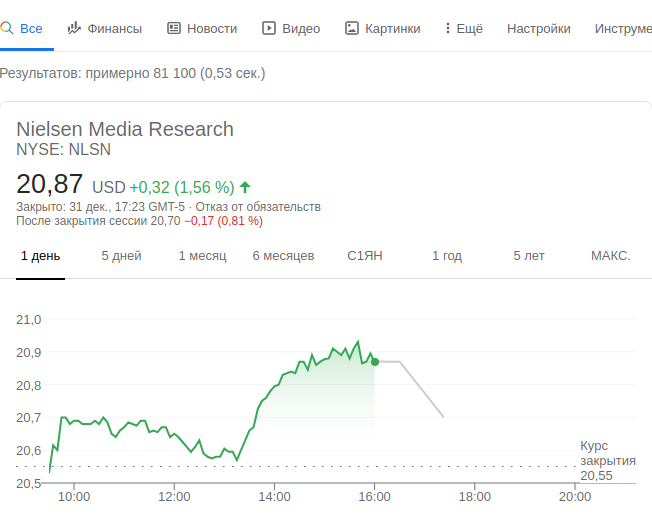 Все Финансы Новости Видео Картинки Ещё Настройки Инструме
Результатов: примерно 81 100 (0,53 сек.)
Nielsen Media Research
NYSE: NLSN
20,87 USD +0,32 (1,56 %)
Закрыто: 31 дек., 17:23 GMT-5 · Отказ от обязательств
После закрытия сессии 20,70 −0,17 (0,81 %)
1 день 5 дней 1 месяц 6 месяцев С1ЯН 1 год 5 лет МАКС.
21,0
20,9
20,8
20,7
20,6
20,5
Курс
закрытия
20,55
10:00 12:00 14:00 16:00 18:00 20:00